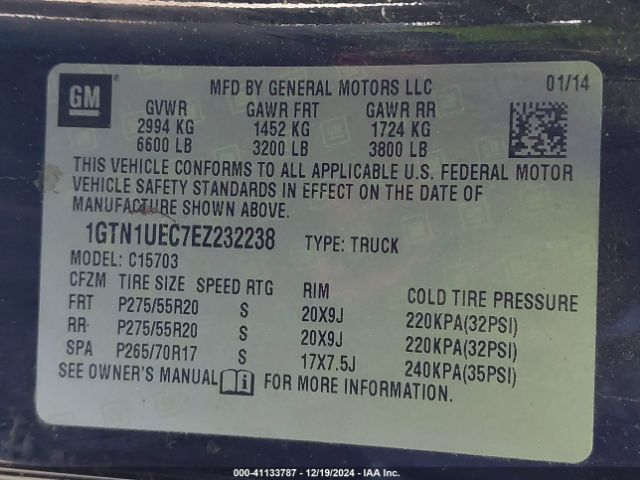 GM ® MFD BY GENERAL MOTORS LLC 01/14
GVWR GAWR FRT GAWR RR
2994 KG 1452 KG 1724 KG
6600 LB 3200 LB 3800 LB
THIS VEHICLE CONFORMS TO ALL APPLICABLE U.S. FEDERAL MOTOR
VEHICLE SAFETY STANDARDS IN EFFECT ON THE DATE OF
MANUFACTURE SHOWN ABOVE.
1GTN1UEC7EZ232238 TYPE: TRUCK
MODEL: C15703
CFZM TIRE SIZE SPEED RTG RIM COLD TIRE PRESSURE
FRT P275/55R20 S 20X9J 220KPA(32PSI)
RR P275/55R20 S 20X9J 220KPA(32PSI)
SPA P265/70R17 S 17X7.5J 240KPA(35PSI)
SEE OWNER'S MANUAL i FOR MORE INFORMATION.
000-41133787 - 12/19/2024 - IAA Inc.